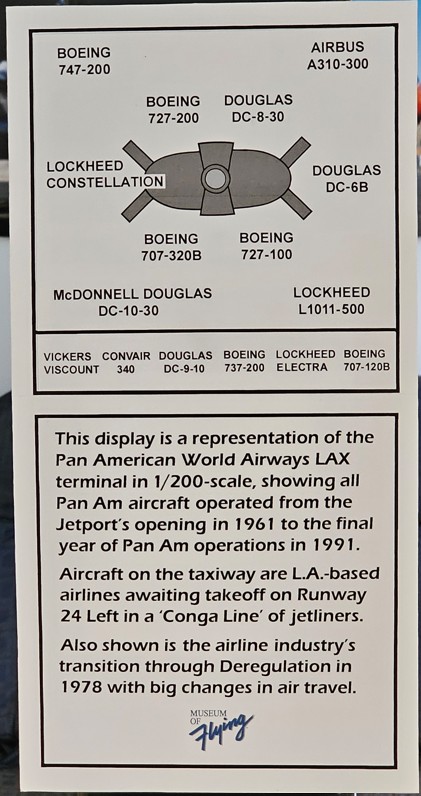 BOEING
747-200
AIRBUS
A310-300
BOEING
727-200
DOUGLAS
DC-8-30
LOCKHEED
CONSTELLATION
DOUGLAS
DC-6B
BOEING
707-320B
BOEING
727-100
McDONNELL DOUGLAS
DC-10-30
LOCKHEED
L1011-500
VICKERS CONVAIR DOUGLAS BOEING LOCKHEED BOEING
VISCOUNT 340 DC-9-10 737-200 ELECTRA 707-120B
This display is a representation of the
Pan American World Airways LAX
terminal in 1/200-scale, showing all
Pan Am aircraft operated from the
Jetport's opening in 1961 to the final
year of Pan Am operations in 1991.
Aircraft on the taxiway are L.A.-based
airlines awaiting takeoff on Runway
24 Left in a 'Conga Line' of jetliners.
Also shown is the airline industry's
transition through Deregulation in
1978 with big changes in air travel.
MUSEUM
OF
Flying